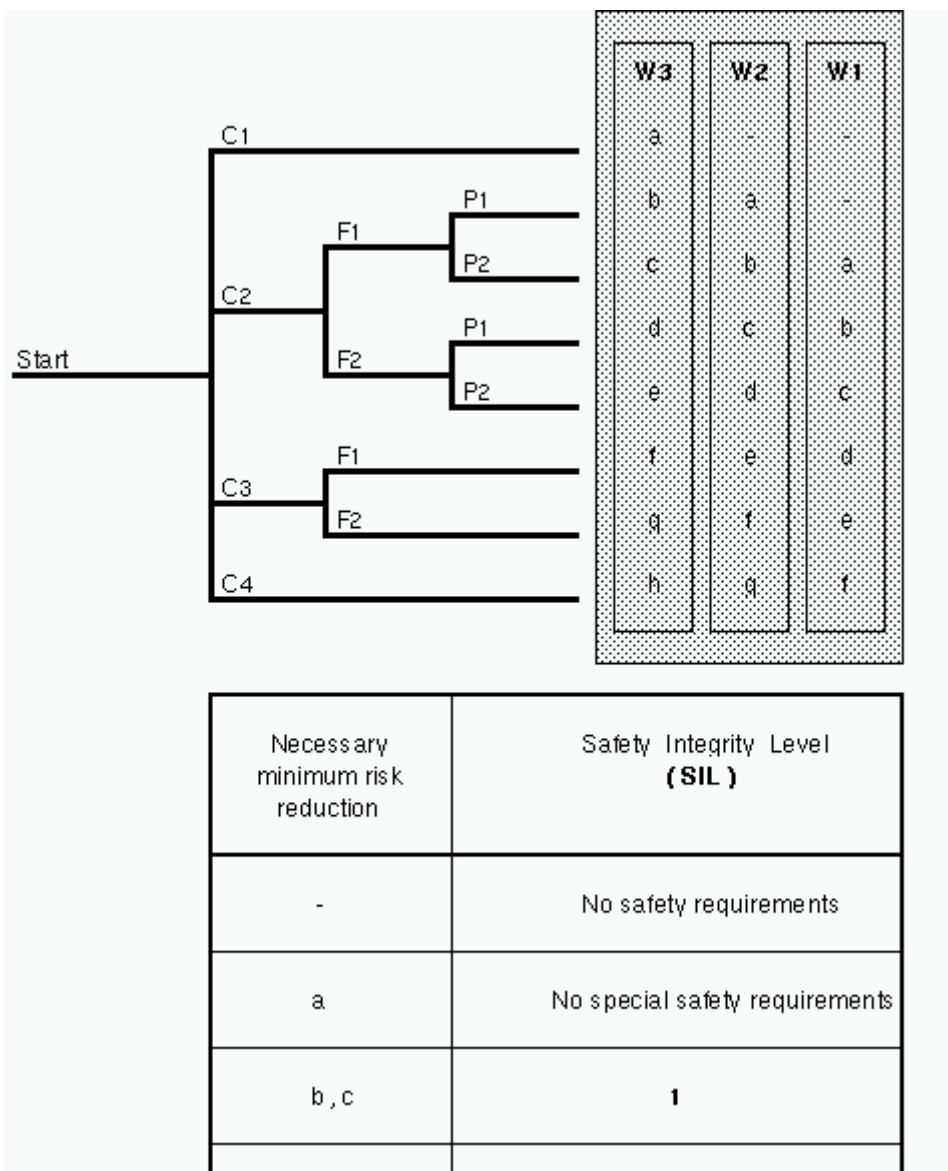 W3 W2 W1
C1 a - -
P1 b a -
F1
P2 c b a
C2
P1 d c b
Start F2
P2 e d c
F1 f e d
C3
F2 g f e
C4 h g f
Necessary Safety Integrity Level
minimum risk ( SIL )
reduction
- No safety requirements
a No special safety requirements
b , c 1